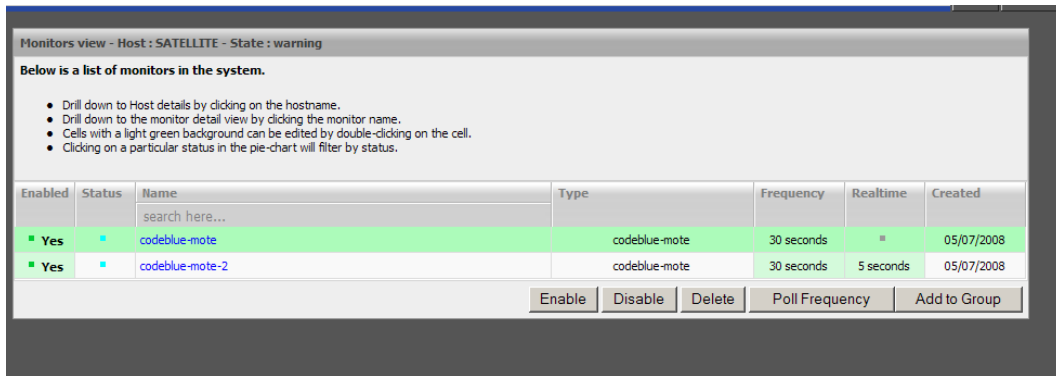 Monitors view - Host : SATELLITE - State : warning
Below is a list of monitors in the system.
Drill down to Host details by clicking on the hostname.
Drill down to the monitor detail view by clicking the monitor name.
Cells with a light green background can be edited by double-clicking on the cell.
Clicking on a particular status in the pie-chart will filter by status.
Enabled Status Name Type Frequency Realtime Created
search here...
Yes codeblue-mote codeblue-mote 30 seconds 05/07/2008
Yes codeblue-mote-2 codeblue-mote 30 seconds 5 seconds 05/07/2008
Enable Disable Delete Poll Frequency Add to Group